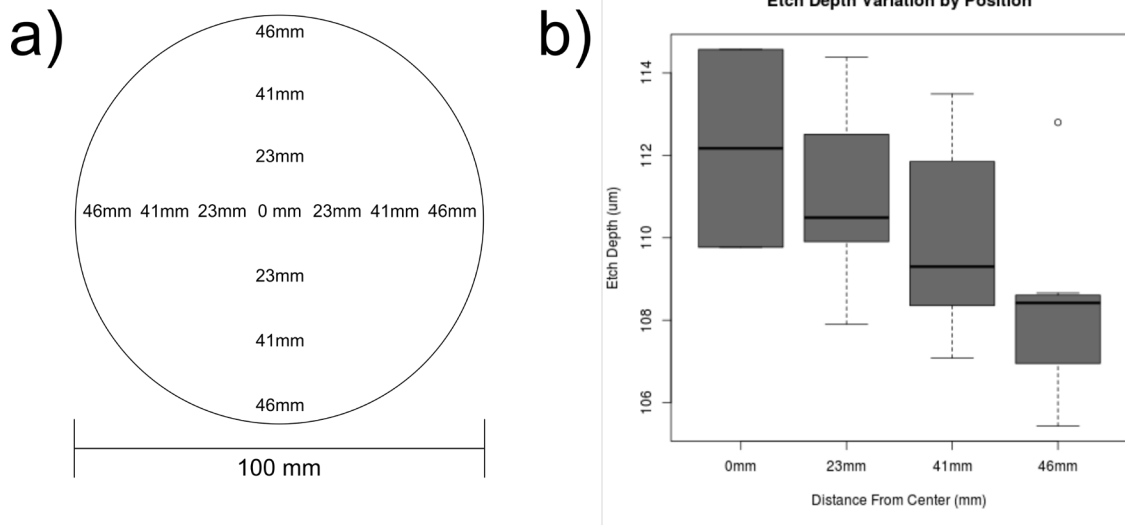 a)
46mm
41mm
23mm
46mm 41mm 23mm 0 mm 23mm 41mm 46mm
23mm
41mm
46mm
100 mm
b)
Etch Depth Variation by Position
Etch Depth (um)
114
112
110
108
106
0mm 23mm 41mm 46mm
Distance From Center (mm)